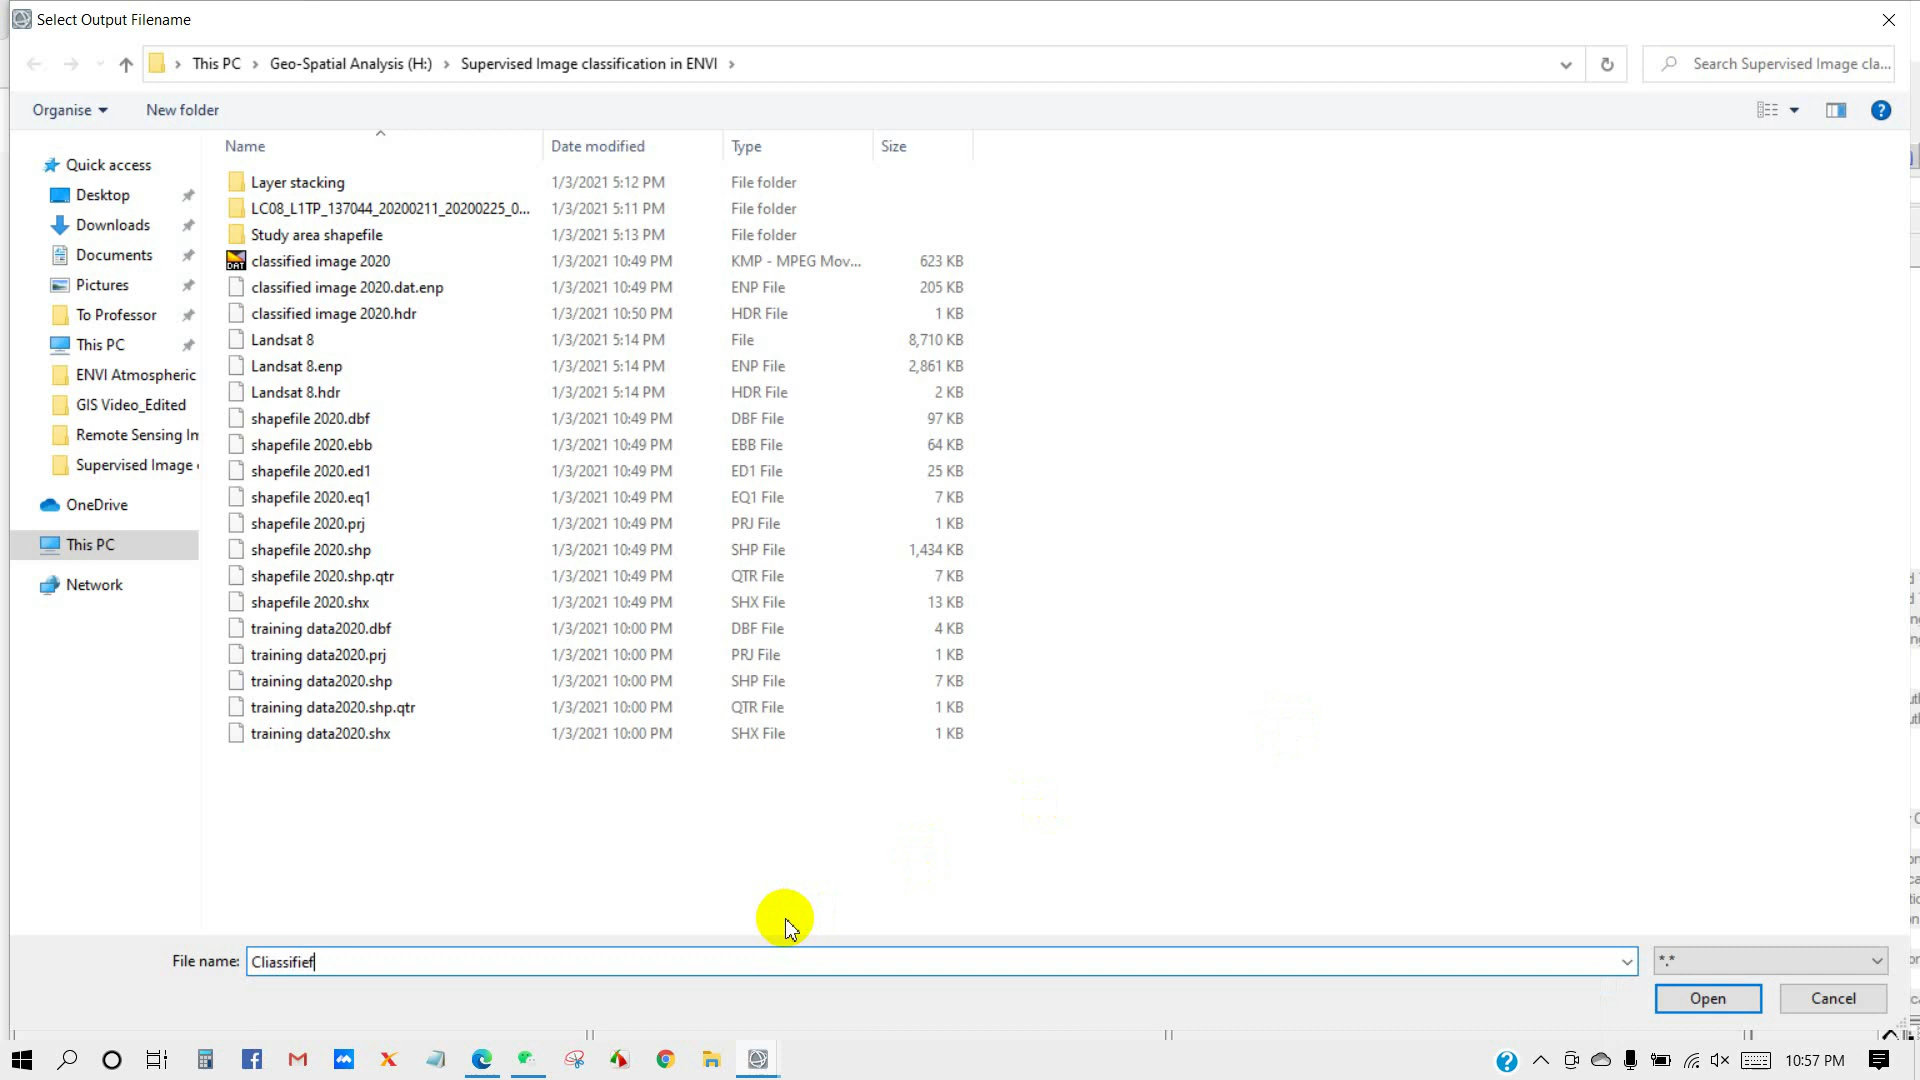 Select Output Filename
This PC > Geo-Spatial Analysis (H:) > Supervised Image classification in ENVI >
Search Supervised Image cla...
Organise
New folder
Name
Date modified
Type
Size
Quick access
Desktop
Downloads
Documents
Pictures
To Professor
This PC
ENVI Atmospheric
GIS Video_Edited
Remote Sensing In
Supervised Image
OneDrive
This PC
Network
Layer stacking 1/3/2021 5:12 PM File folder
LC08_L1TP_137044_20200211_20200225_0... 1/3/2021 5:11 PM File folder
Study area shapefile 1/3/2021 5:13 PM File folder
classified image 2020 1/3/2021 10:49 PM KMP - MPEG Mov... 623 KB
classified image 2020.dat.enp 1/3/2021 10:49 PM ENP File 205 KB
classified image 2020.hdr 1/3/2021 10:50 PM HDR File 1 KB
Landsat 8 1/3/2021 5:14 PM File 8,710 KB
Landsat 8.enp 1/3/2021 5:14 PM ENP File 2,861 KB
Landsat 8.hdr 1/3/2021 5:14 PM HDR File 2 KB
shapefile 2020.dbf 1/3/2021 10:49 PM DBF File 97 KB
shapefile 2020.ebb 1/3/2021 10:49 PM EBB File 64 KB
shapefile 2020.ed1 1/3/2021 10:49 PM ED1 File 25 KB
shapefile 2020.eq1 1/3/2021 10:49 PM EQ1 File 7 KB
shapefile 2020.prj 1/3/2021 10:49 PM PRJ File 1 KB
shapefile 2020.shp 1/3/2021 10:49 PM SHP File 1,434 KB
shapefile 2020.shp.qtr 1/3/2021 10:49 PM QTR File 7 KB
shapefile 2020.shx 1/3/2021 10:49 PM SHX File 13 KB
training data2020.dbf 1/3/2021 10:00 PM DBF File 4 KB
training data2020.prj 1/3/2021 10:00 PM PRJ File 1 KB
training data2020.shp 1/3/2021 10:00 PM SHP File 7 KB
training data2020.shp.qtr 1/3/2021 10:00 PM QTR File 1 KB
training data2020.shx 1/3/2021 10:00 PM SHX File 1 KB
File name: Cliassifief
*.*
Open
Cancel
10:57 PM